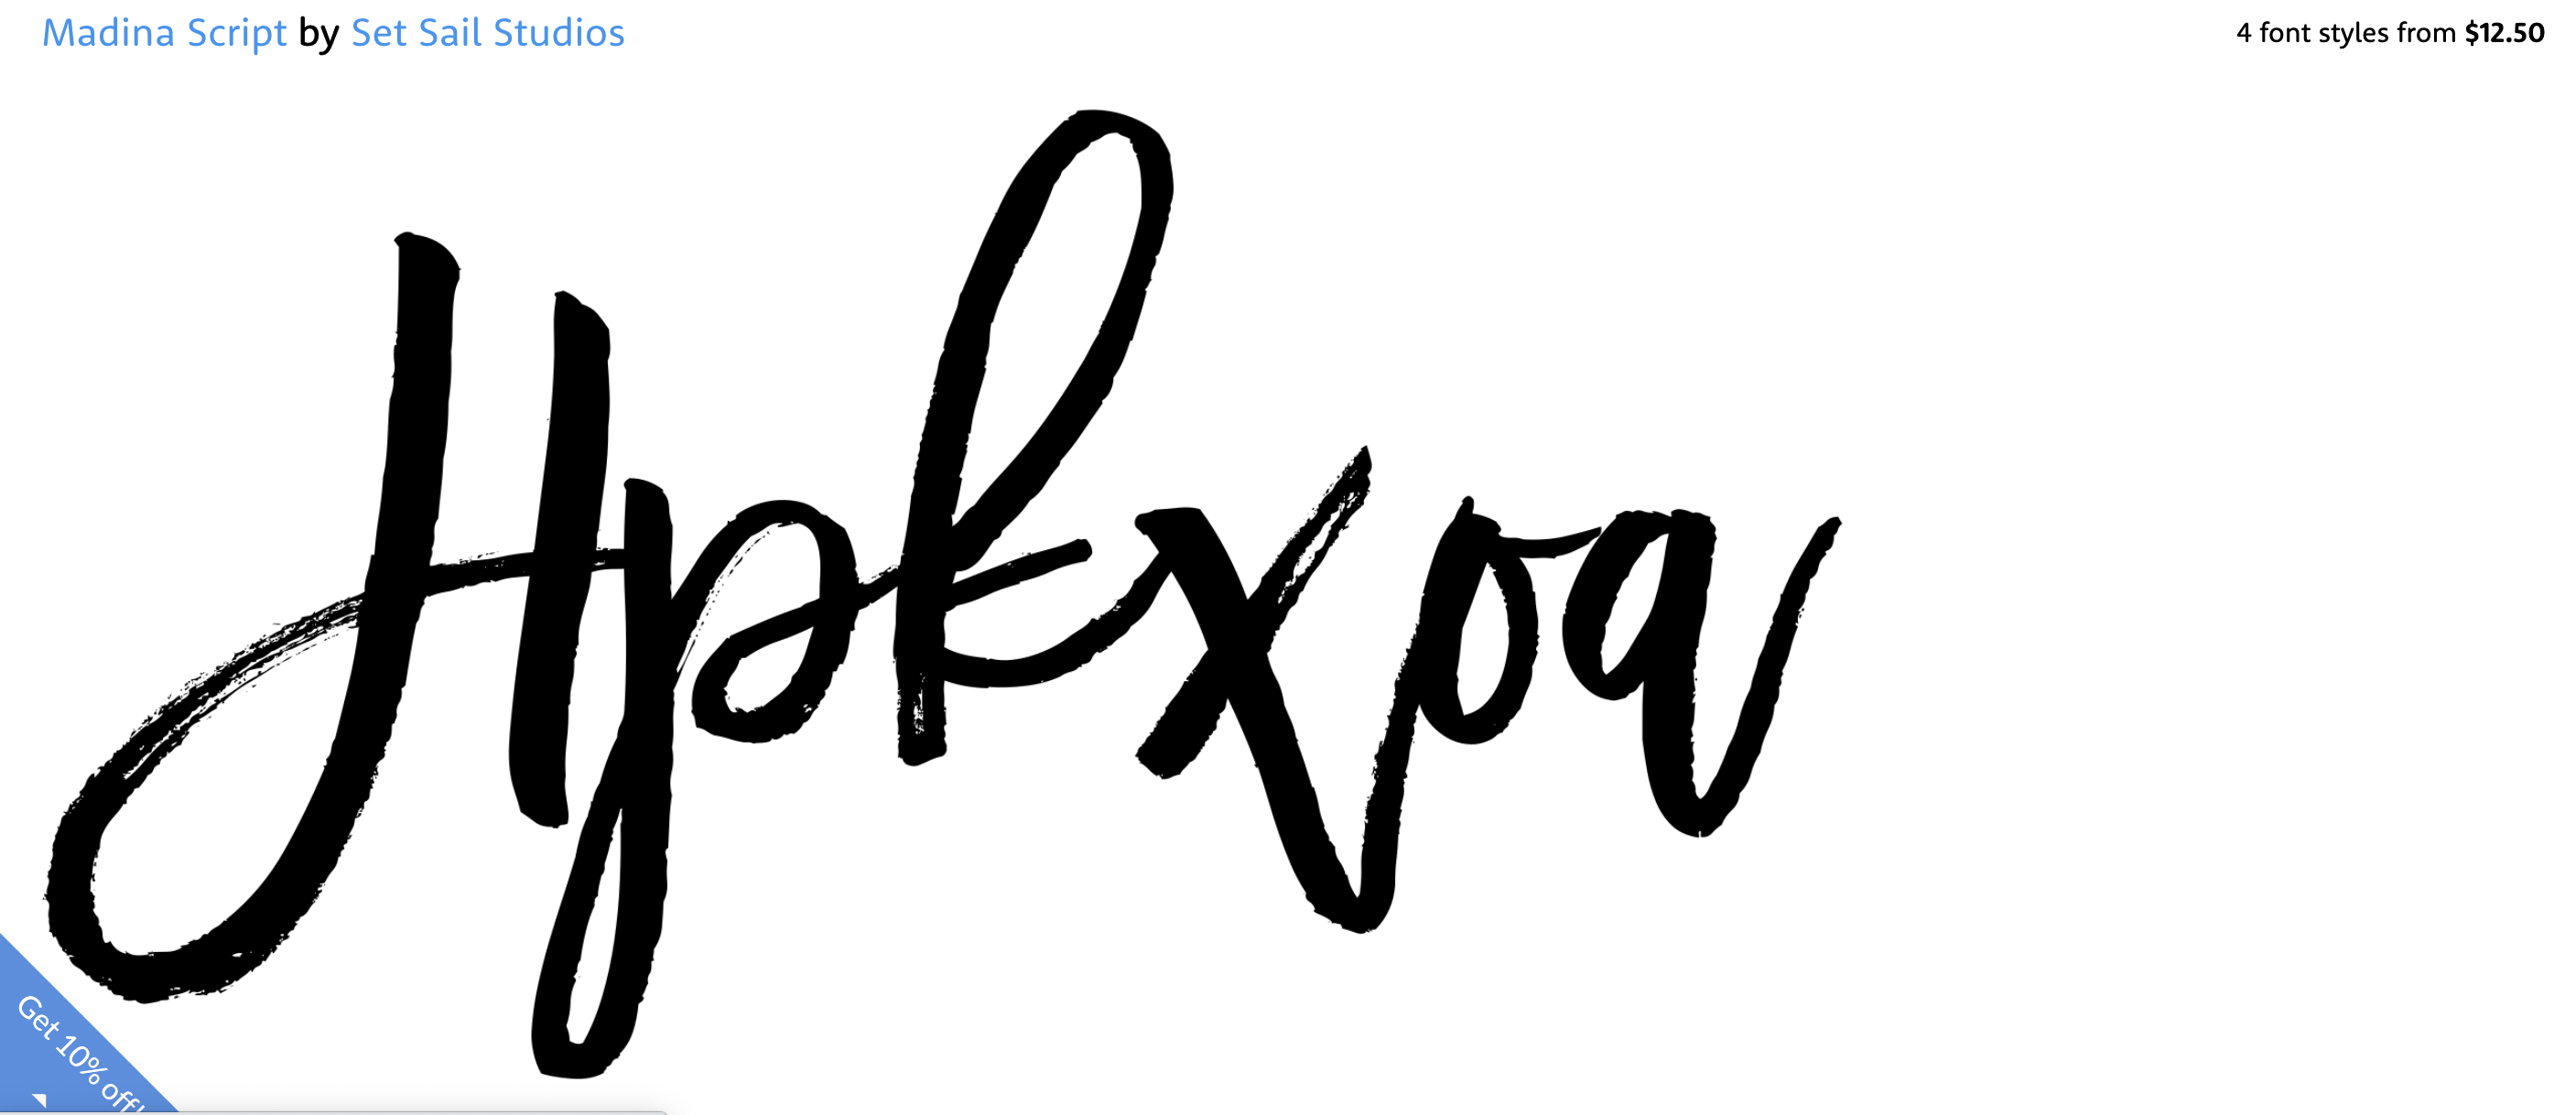 Madina Script by Set Sail Studios
4 font styles from $12.50
Hpkxoa
Get 10% off!